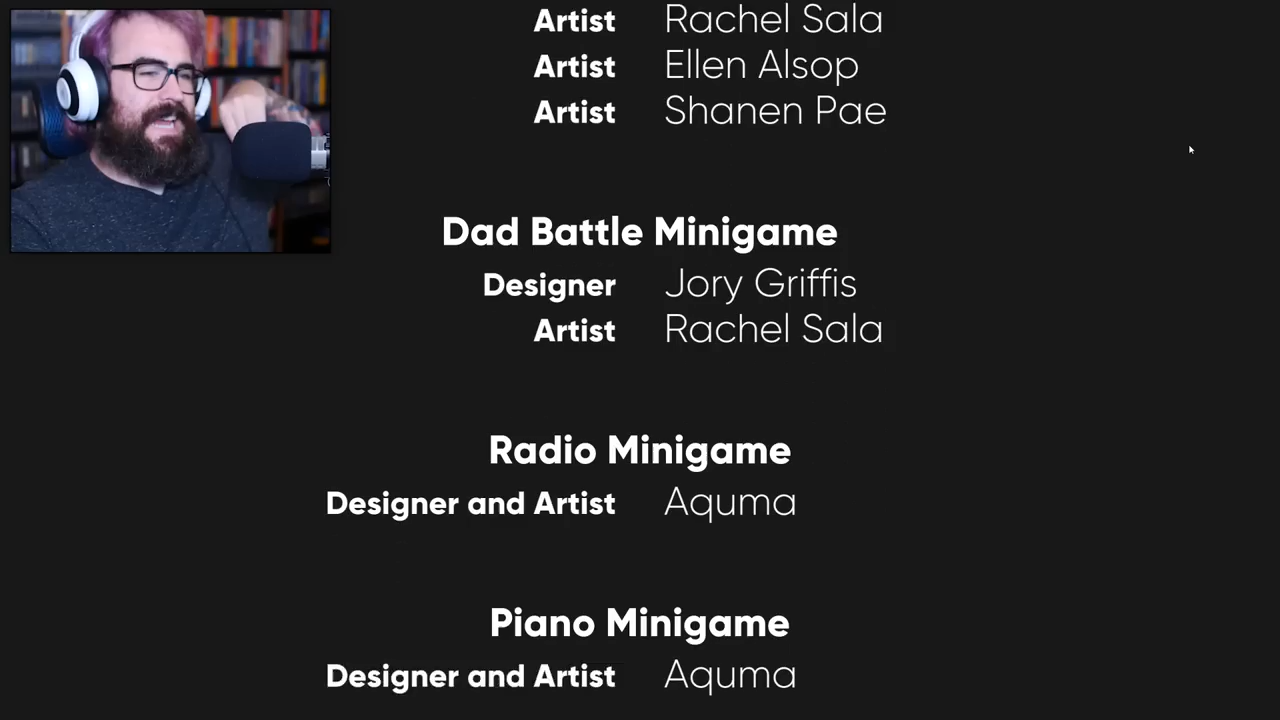 Artist Rachel Sala
Artist Ellen Alsop
Artist Shanen Pae
Dad Battle Minigame
Designer Jory Griffis
Artist Rachel Sala
Radio Minigame
Designer and Artist Aquma
Piano Minigame
Designer and Artist Aquma